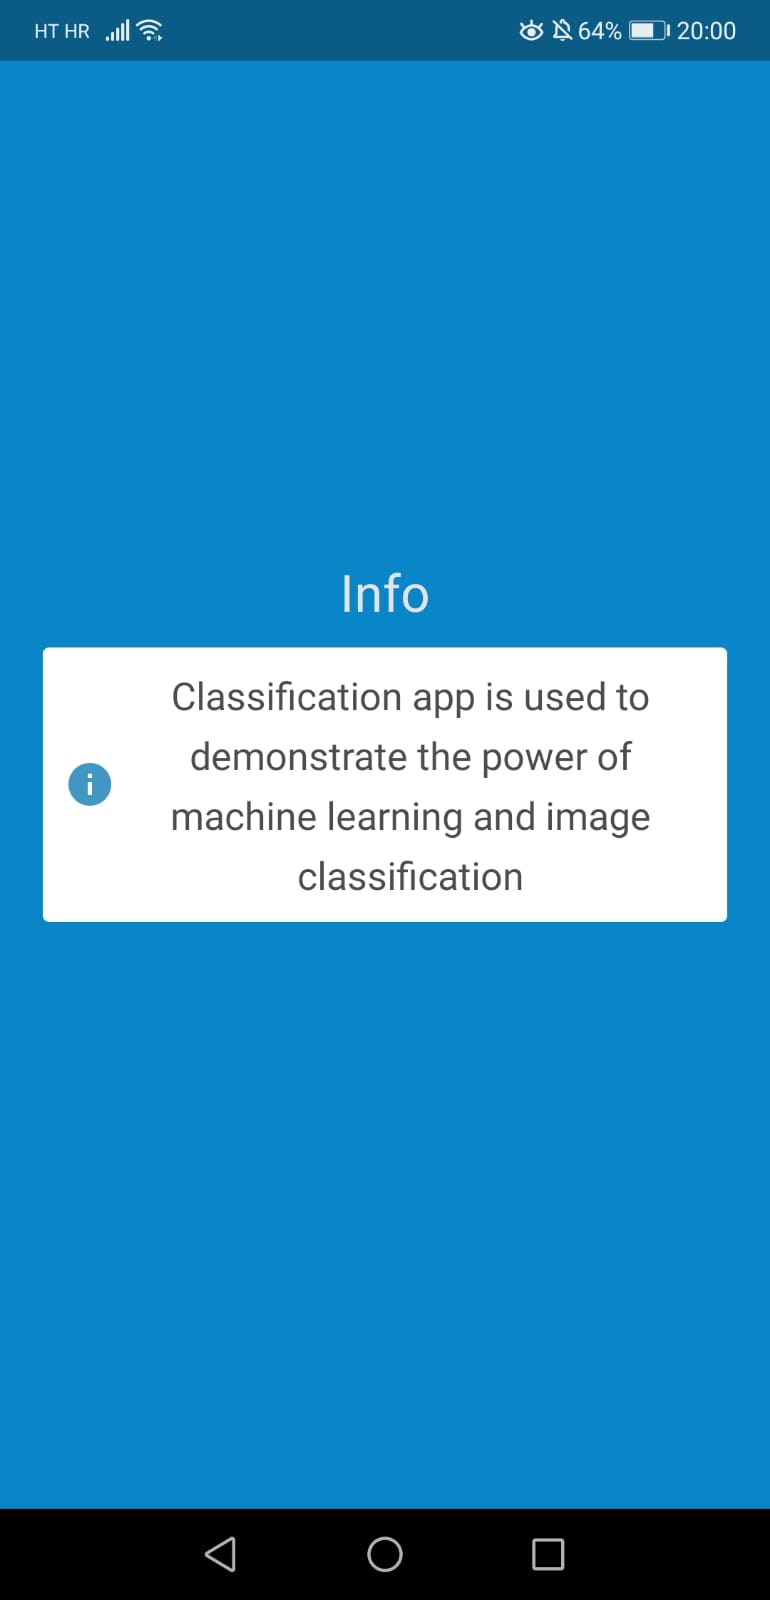 HT HR 64% 20:00
Info
Classification app is used to
demonstrate the power of
machine learning and image
classification